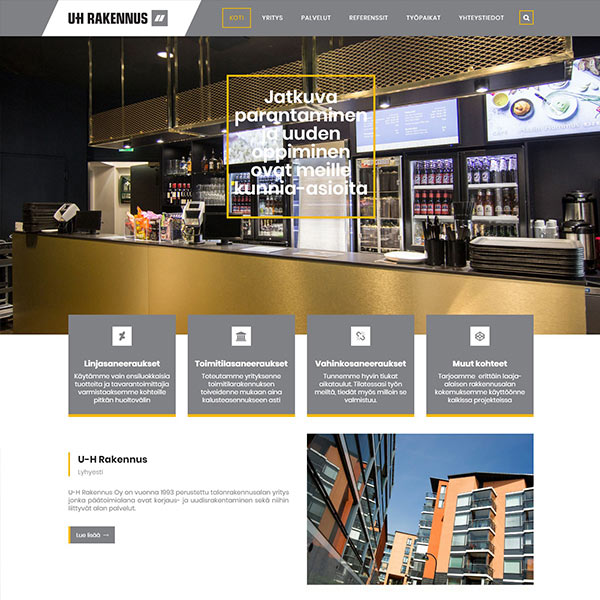 U-H RAKENNUS
KOTI YRITYS PALVELUT REFERENSSIT TYÖPAIKAT YHTEYSTIEDOT
Jatkuva
parantaminen
ja uuden
oppiminen
ovat meille
kunnia-asioita
Linjasaneeraukset
Käytämme vain ensiluokkaisia
tuotteita ja tavarantoimittajia
varmistaaksemme kohteille
pitkän huoltovälin
Toimitilasaneeraukset
Toteutamme yrityksenne
toimitilarakennuksen
toiveidenne mukaan aina
kalusteasennukseen asti
Vahinkosaneeraukset
Tunnemme hyvin tiukat
aikataulut. Tilatessasi työn
meiltä, tiedät myös milloin se
valmistuu.
Muut kohteet
Tarjoamme erittäin laaja-
alaisen rakkennusalan
kokemuksemme käyttöönne
kaikissa projekteissa
U-H Rakennus
Lyhyesti
U-H Rakennus Oy on vuonna 1993 perustettu talonrakennusalan yritys
jonka päätoimialana ovat korjaus- ja uudisrakentaminen sekä niihin
liittyvät alan palvelut.
Lue lisää →